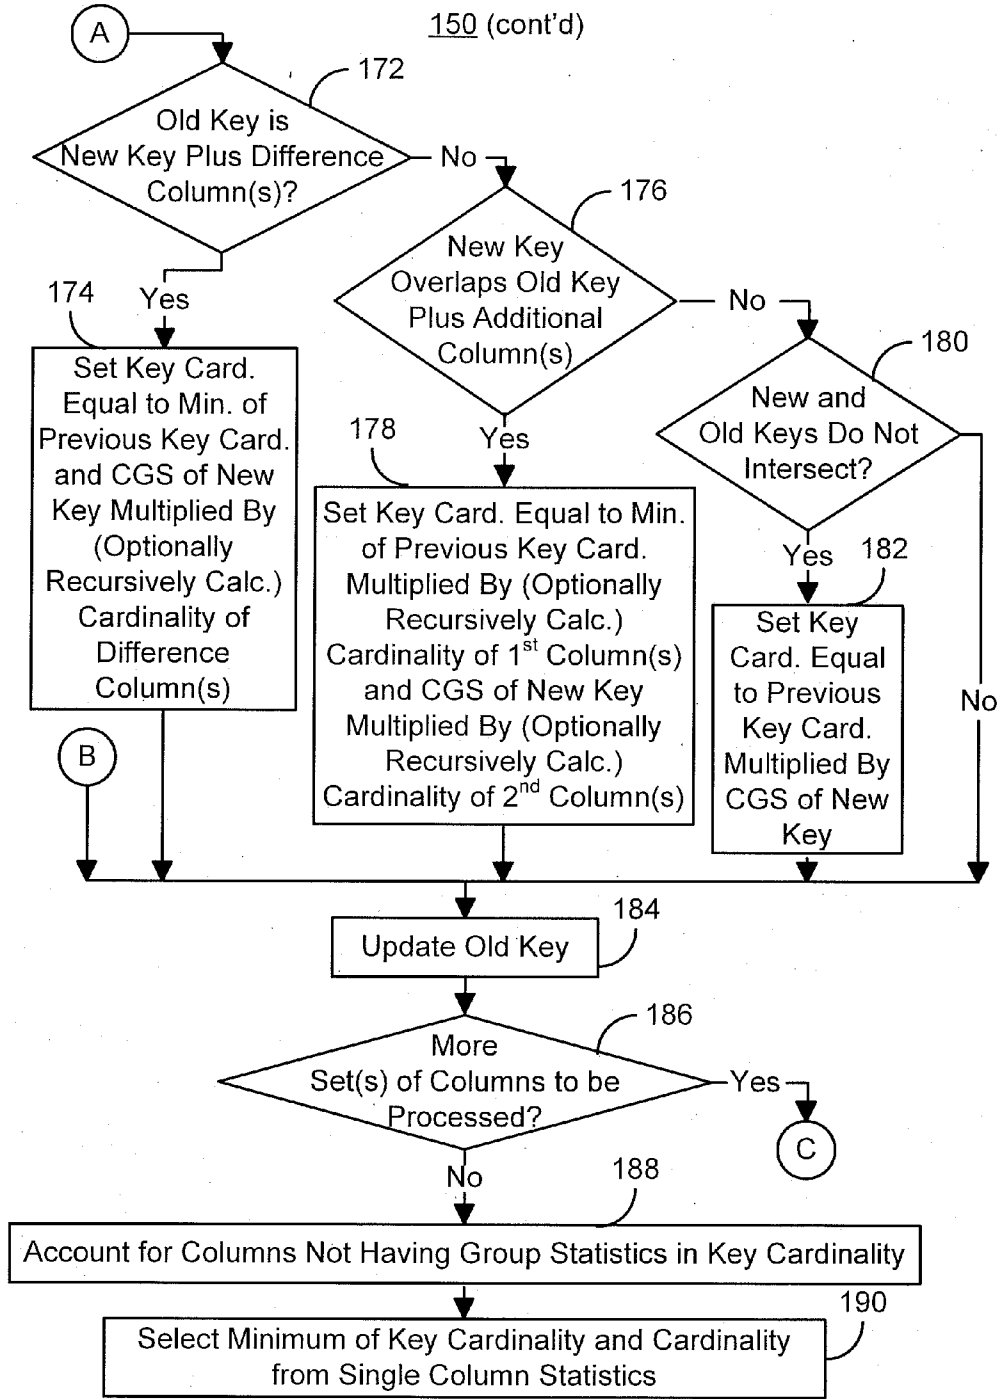 150 (cont'd)
A
172
Old Key is
New Key Plus Difference
Column(s)?
No
176
New Key
Overlaps Old Key
Plus Additional
Column(s)
No
180
New and
Old Keys Do Not
Intersect?
174
Yes
Set Key Card.
Equal to Min. of
Previous Key Card.
and CGS of New
Key Multiplied By
(Optionally
Recursively Calc.)
Cardinality of
Difference
Column(s)
178
Yes
Set Key Card. Equal to Min.
of Previous Key Card.
Multiplied By (Optionally
Recursively Calc.)
Cardinality of 1st Column(s)
and CGS of New Key
Multiplied By (Optionally
Recursively Calc.)
Cardinality of 2nd Column(s)
Yes
182
Set Key
Card. Equal
to Previous
Key Card.
Multiplied By
CGS of New
Key
No
B
184
Update Old Key
186
More
Set(s) of Columns to be
Processed?
Yes
C
No
188
Account for Columns Not Having Group Statistics in Key Cardinality
190
Select Minimum of Key Cardinality and Cardinality
from Single Column Statistics